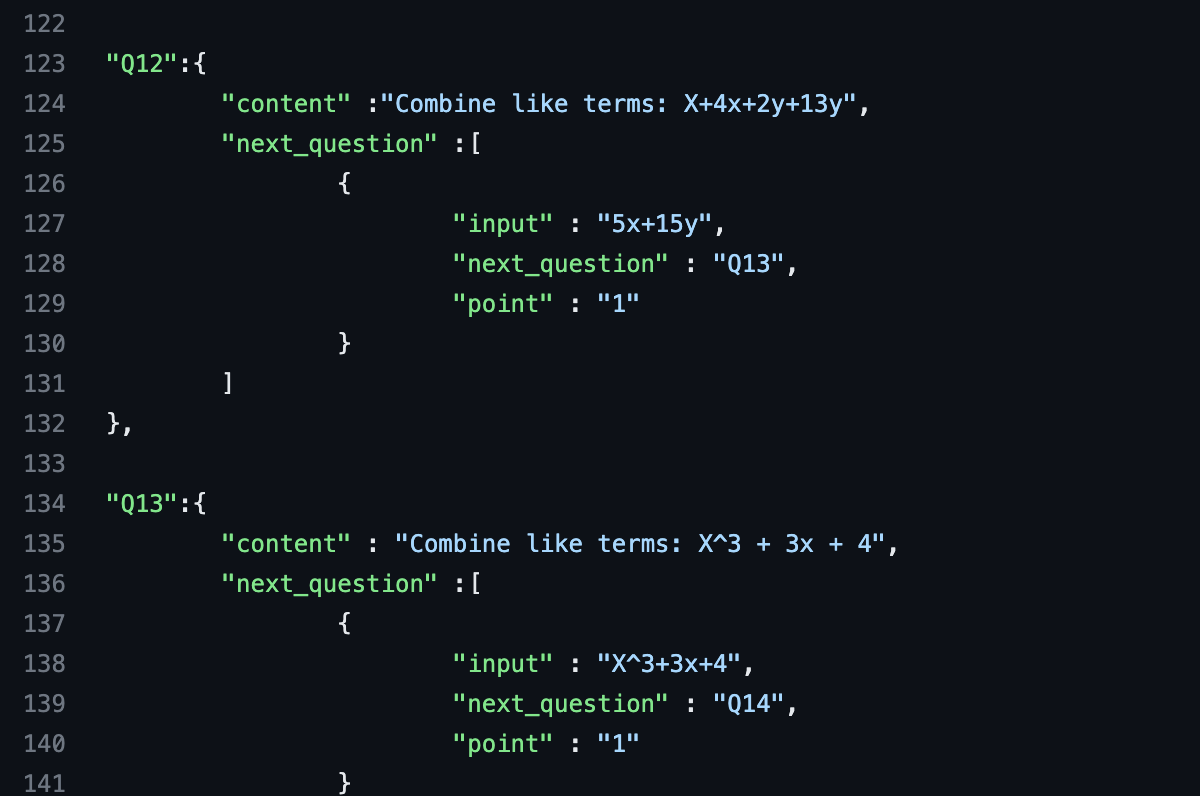 122
123 "Q12":{
124 "content" :"Combine like terms: X+4x+2y+13y",
125 "next_question" :[
126 {
127 "input" : "5x+15y",
128 "next_question" : "Q13",
129 "point" : "1"
130 }
131 ]
132 },
133
134 "Q13":{
135 "content" : "Combine like terms: X^3 + 3x + 4",
136 "next_question" :[
137 {
138 "input" : "X^3+3x+4",
139 "next_question" : "Q14",
140 "point" : "1"
141 }